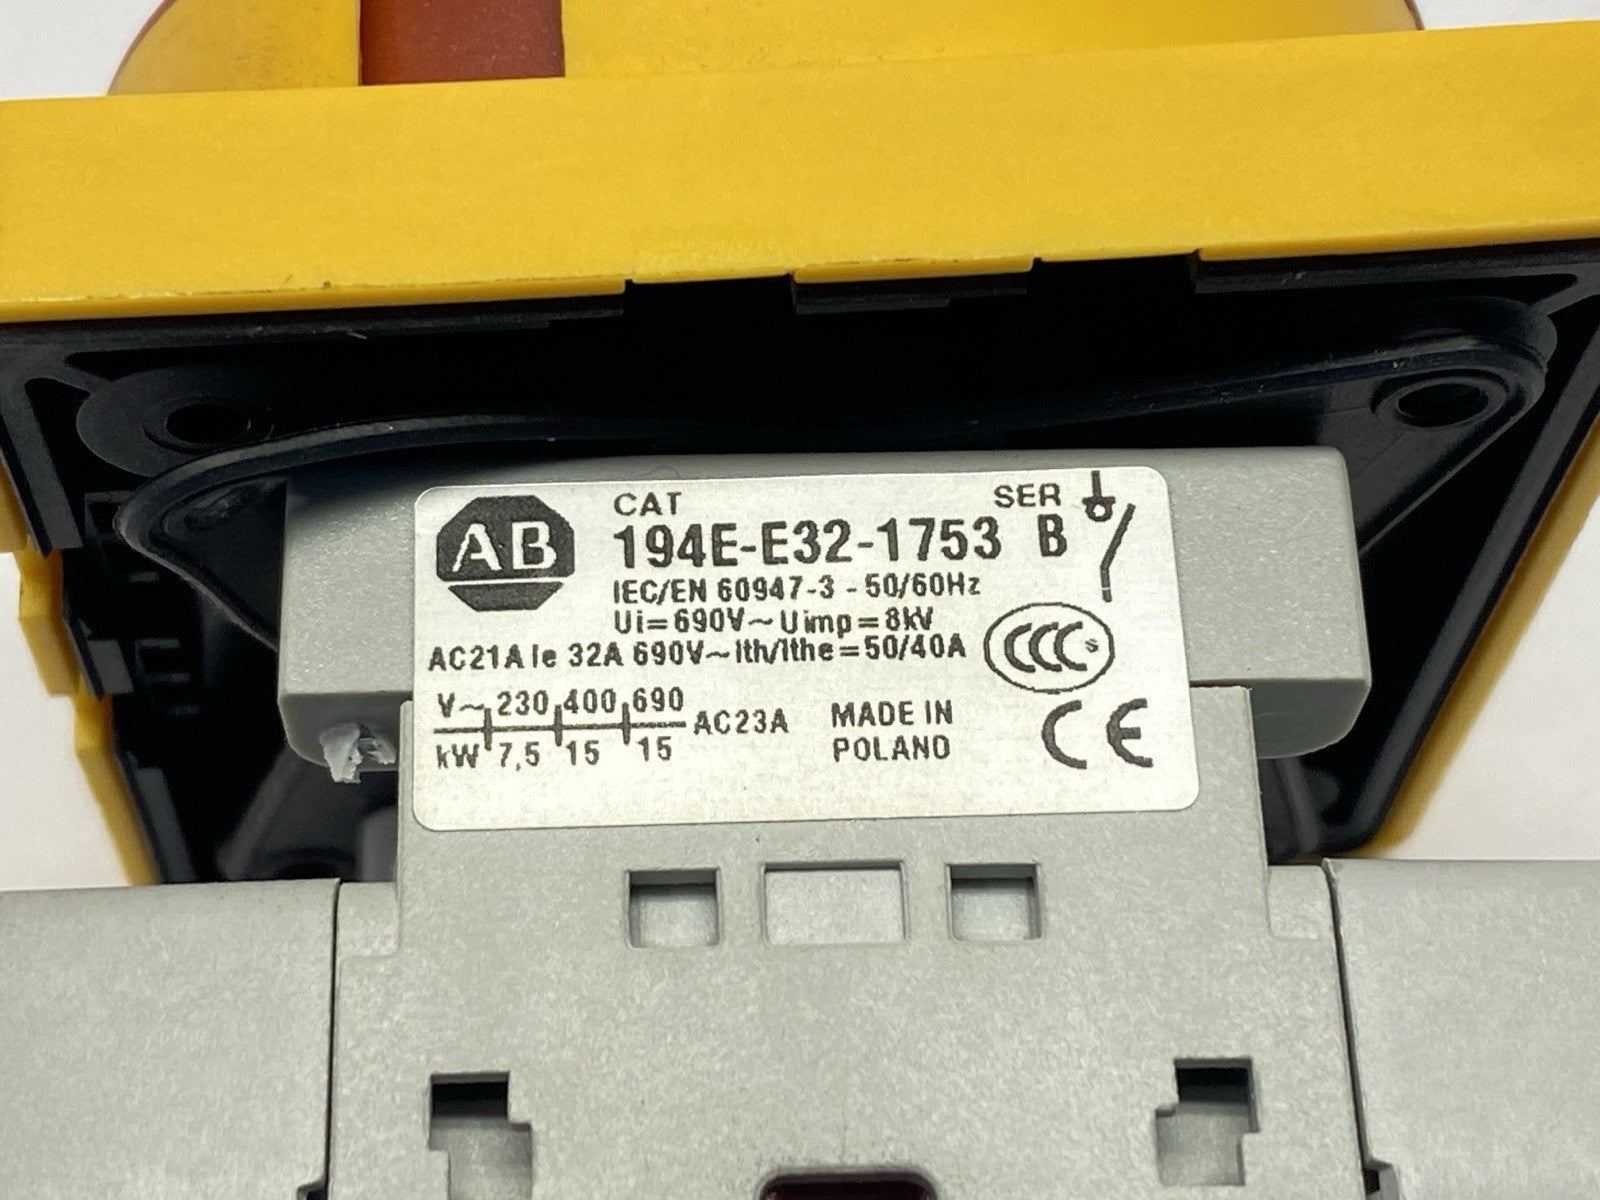 AB
CAT SER
194E-E32-1753 B
IEC/EN 60947-3 - 50/60Hz
Ui=690V~ Uimp=8kV
AC21A Ie 32A 690V~Ith/Ithe=50/40A
CCC S
V~ 230 400 690
kW 7,5 15 15
AC23A
MADE IN
POLAND
CE